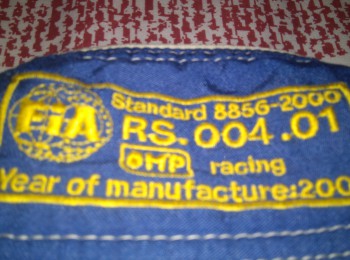 FIA
Standard 8856-2000
RS.004.01
OMP racing
Year of manufacture:200